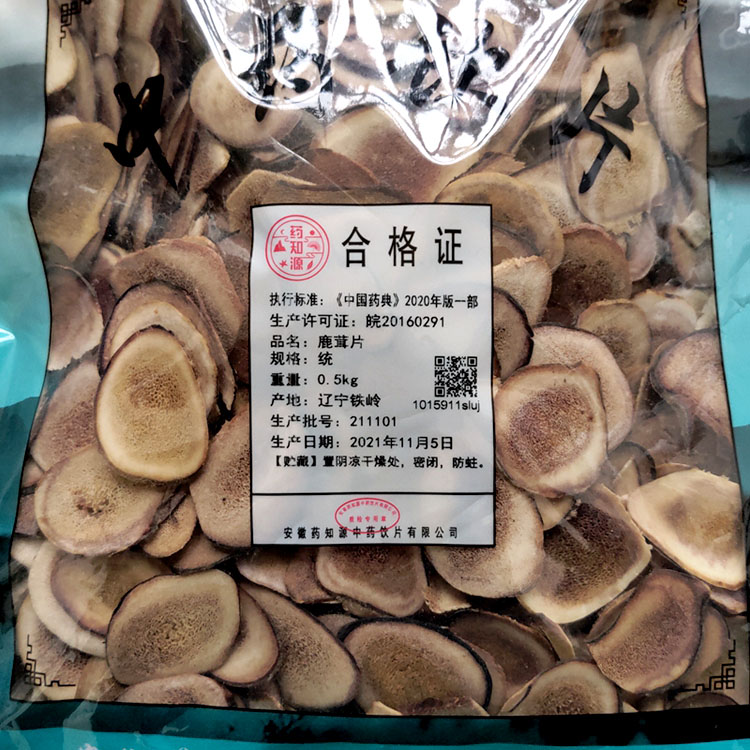 药知源
合格证
执行标准：《中国药典》2020年版一部
生产许可证：皖20160291
品名：鹿茸片
规格：统
重量：0.5kg
产地：辽宁铁岭
1015911sluj
生产批号：211101
生产日期：2021年11月5日
【贮藏】置阴凉干燥处，密闭，防蛀。
质检专用章
安徽药知源中药饮片有限公司